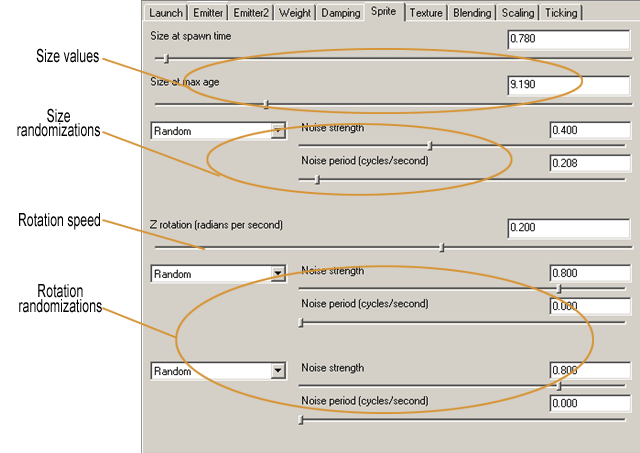 Launch Emitter Emitter2 Weight Damping Sprite Texture Blending Scaling Ticking
Size at spawn time 0.780
Size values
Size at max age 9.190
Size
randomizations
Random Noise strength 0.400
Noise period (cycles/second) 0.208
Rotation speed
Z rotation (radians per second) 0.200
Random Noise strength 0.800
Rotation
randomizations
Noise period (cycles/second) 0.000
Random Noise strength 0.800
Noise period (cycles/second) 0.000